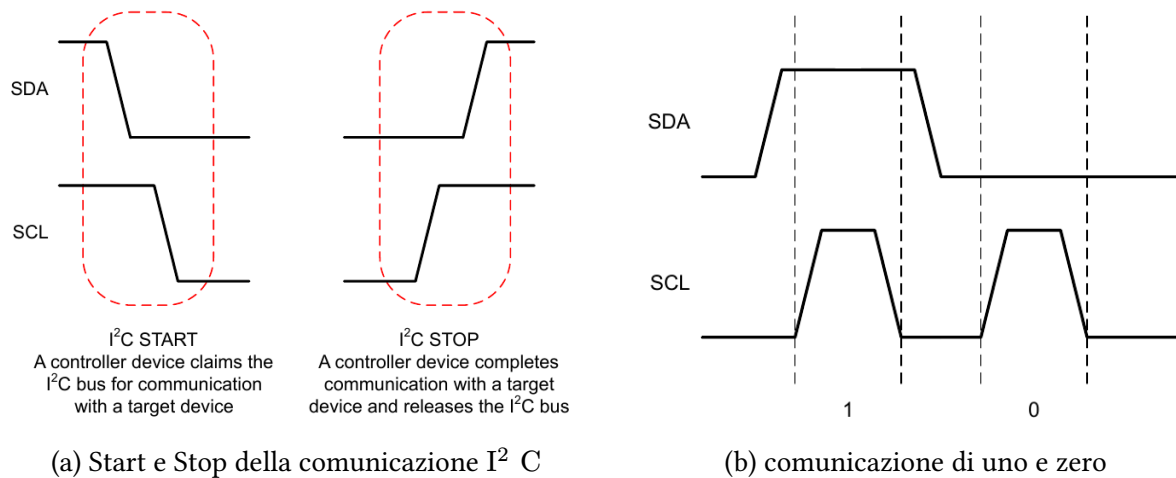 SDA
SCL
I²C START
A controller device claims the
I²C bus for communication
with a target device
I²C STOP
A controller device completes
communication with a target
device and releases the I²C bus
(a) Start e Stop della comunicazione I² C
SDA
SCL
1 0
(b) comunicazione di uno e zero